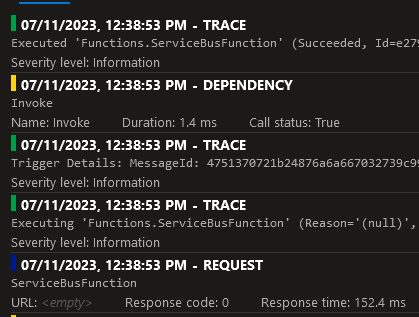 07/11/2023, 12:38:53 PM - TRACE
Executed 'Functions.ServiceBusFunction' (Succeeded, Id=e279
Severity level: Information
07/11/2023, 12:38:53 PM - DEPENDENCY
Invoke
Name: Invoke Duration: 1.4 ms Call status: True
07/11/2023, 12:38:53 PM - TRACE
Trigger Details: MessageId: 4751370721b24876a6a667032739c99
Severity level: Information
07/11/2023, 12:38:53 PM - TRACE
Executing 'Functions.ServiceBusFunction' (Reason='(null)',
Severity level: Information
07/11/2023, 12:38:53 PM - REQUEST
ServiceBusFunction
URL: <empty> Response code: 0 Response time: 152.4 ms